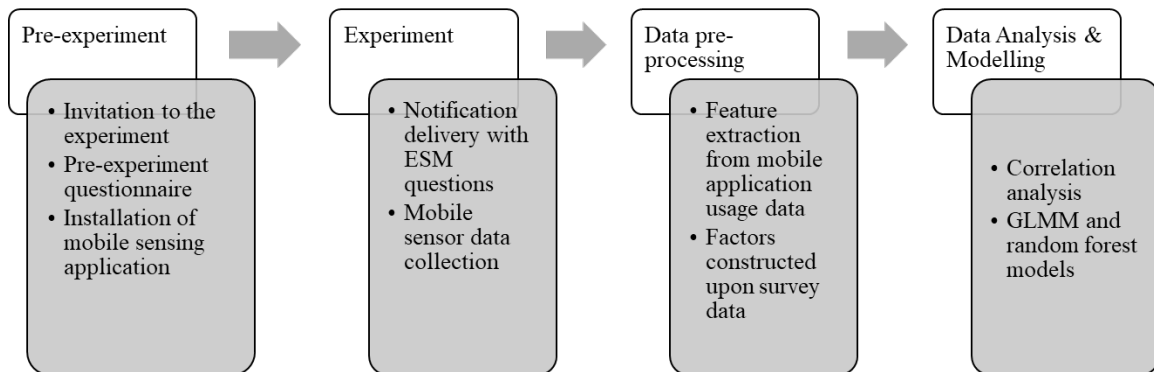 Pre-experiment
• Invitation to the
experiment
• Pre-experiment
questionnaire
• Installation of
mobile sensing
application
Experiment
• Notification
delivery with
ESM
questions
• Mobile
sensor data
collection
Data pre-
processing
• Feature
extraction
from mobile
application
usage data
• Factors
constructed
upon survey
data
Data Analysis &
Modelling
• Correlation
analysis
• GLMM and
random forest
models